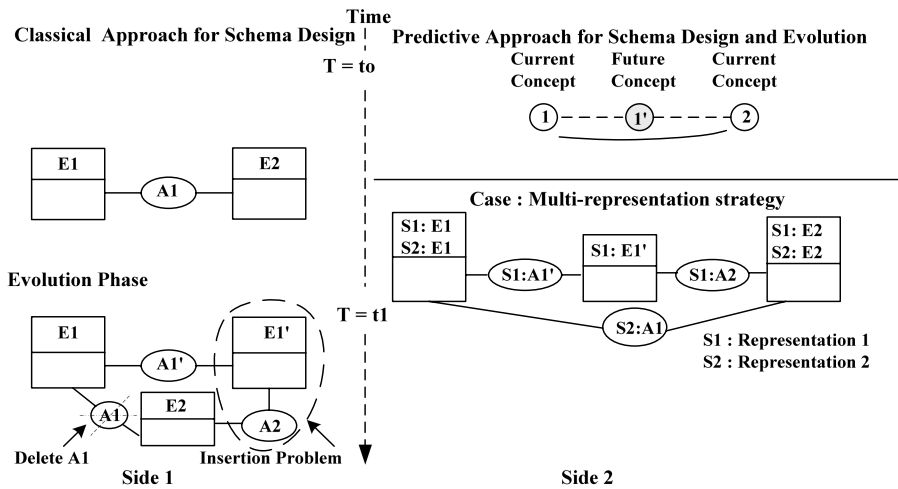 Time
Classical Approach for Schema Design
Predictive Approach for Schema Design and Evolution
T = to
Current Concept
Future Concept
Current Concept
1
1'
2
E1
A1
E2
Case : Multi-representation strategy
S1: E1
S2: E1
S1:A1'
S1: E1'
S1:A2
S1: E2
S2: E2
S2:A1
S1 : Representation 1
S2 : Representation 2
Evolution Phase
T = t1
E1
A1'
E1'
A1
E2
A2
Delete A1
Insertion Problem
Side 1
Side 2